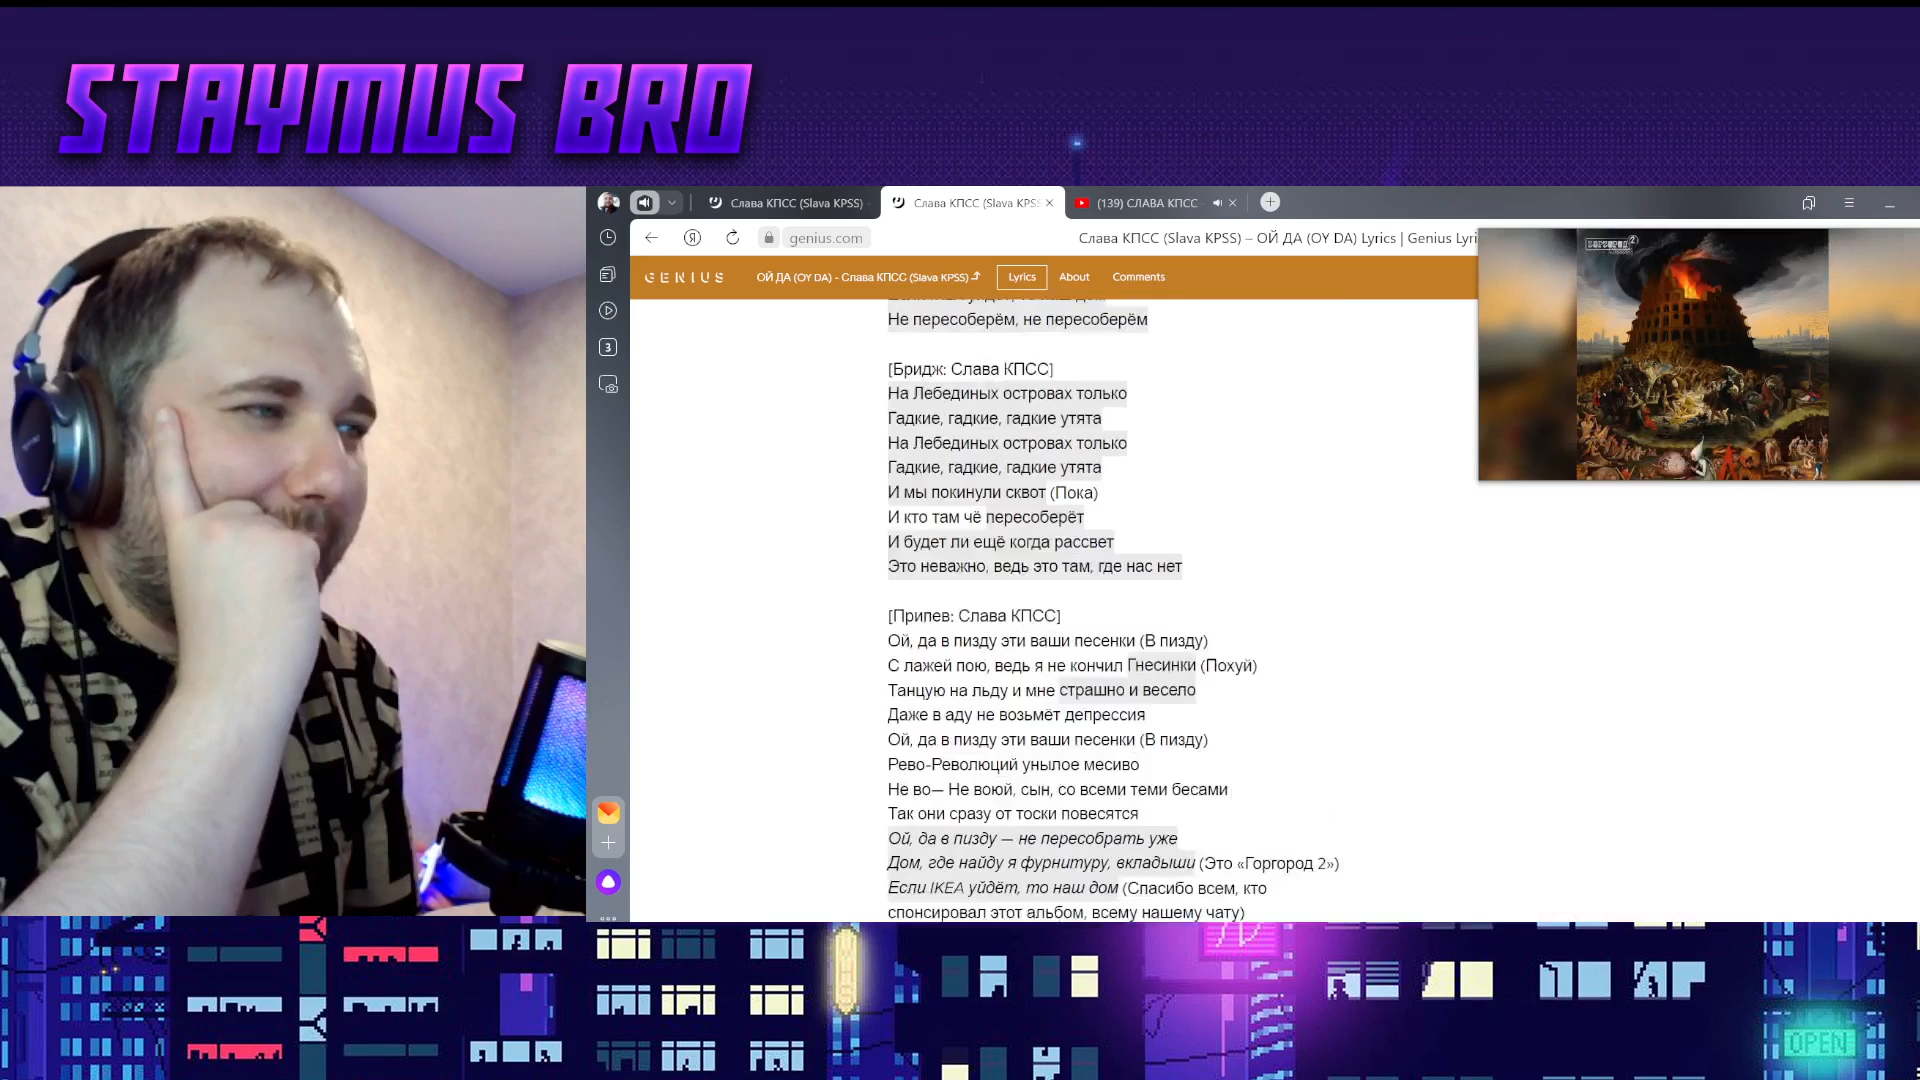 STAYMUS BRO
Слава КПСС (Slava KPSS)
Слава КПСС (Slava KPSS
(139) СЛАВА КПСС
genius.com
Слава КПСС (Slava KPSS) – ОЙ ДА (OY DA) Lyrics | Genius Lyri
GENIUS
ОЙ ДА (OY DA) - Слава КПСС (Slava KPSS)
Lyrics
About
Comments
3
Не пересоберём, не пересоберём
[Бридж: Слава КПСС]
На Лебединых островах только
Гадкие, гадкие, гадкие утята
На Лебединых островах только
Гадкие, гадкие, гадкие утята
И мы покинули сквот (Пока)
И кто там чё пересоберёт
И будет ли ещё когда рассвет
Это неважно, ведь это там, где нас нет
[Припев: Слава КПСС]
Ой, да в пизду эти ваши песенки (В пизду)
С лажей пою, ведь я не кончил Гнесинки (Похуй)
Танцую на льду и мне страшно и весело
Даже в аду не возьмёт депрессия
Ой, да в пизду эти ваши песенки (В пизду)
Рево-Революций унылое месиво
Не во— Не воюй, сын, со всеми теми бесами
Так они сразу от тоски повесятся
Ой, да в пизду — не пересобрать уже
Дом, где найду я фурнитуру, вкладыши (Это «Горгород 2»)
Если IKEA уйдёт, то наш дом (Спасибо всем, кто
спонсировал этот альбом, всему нашему чату)
OPEN